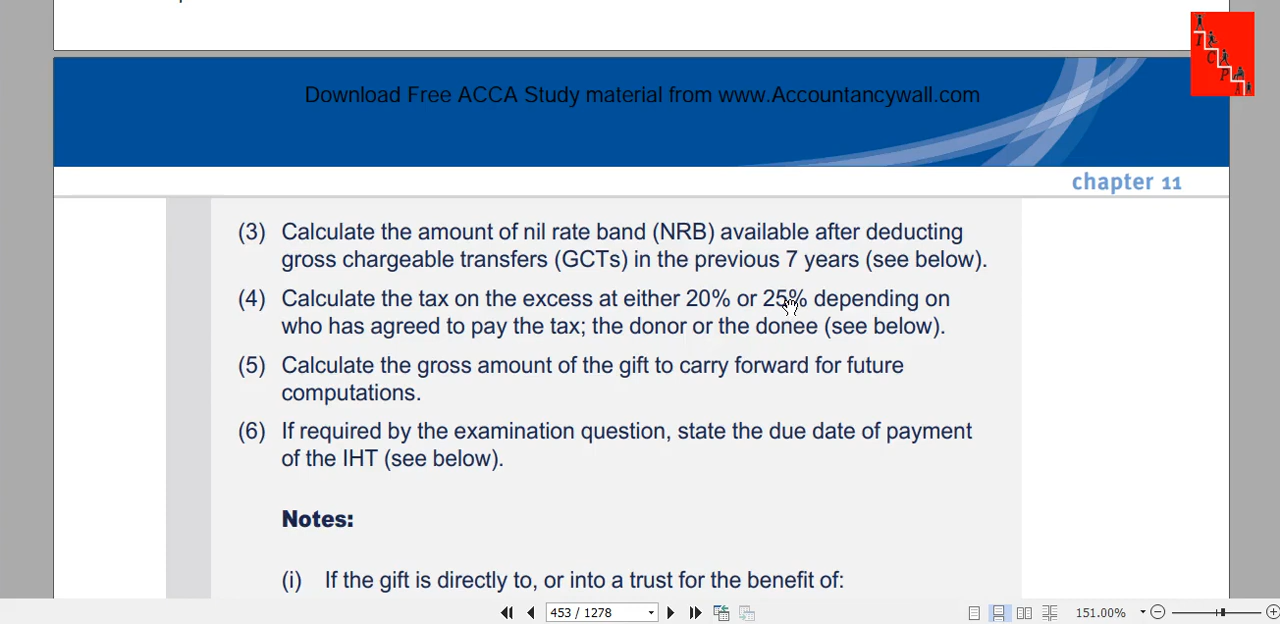 Download Free ACCA Study material from www.Accountancywall.com
I
C
P
A
chapter 11
(3) Calculate the amount of nil rate band (NRB) available after deducting
gross chargeable transfers (GCTs) in the previous 7 years (see below).
(4) Calculate the tax on the excess at either 20% or 25% depending on
who has agreed to pay the tax; the donor or the donee (see below).
(5) Calculate the gross amount of the gift to carry forward for future
computations.
(6) If required by the examination question, state the due date of payment
of the IHT (see below).
Notes:
(i) If the gift is directly to, or into a trust for the benefit of:
453 / 1278
151.00%